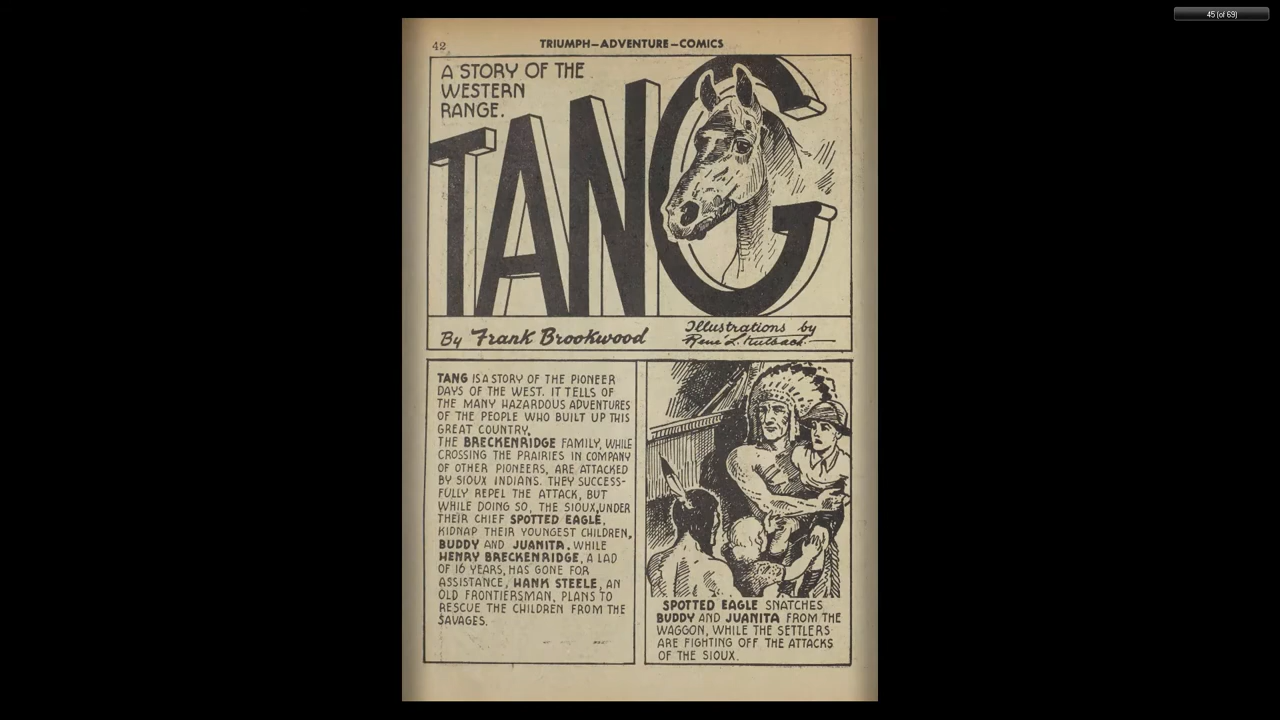 45 (of 69)
42
TRIUMPH–ADVENTURE–COMICS
A STORY OF THE
WESTERN
RANGE.
TANG
By Frank Brookwood
Illustrations by
René L. Kulbach
TANG IS A STORY OF THE PIONEER
DAYS OF THE WEST. IT TELLS OF
THE MANY HAZARDOUS ADVENTURES
OF THE PEOPLE WHO BUILT UP THIS
GREAT COUNTRY.
THE BRECKENRIDGE FAMILY, WHILE
CROSSING THE PRAIRIES IN COMPANY
OF OTHER PIONEERS, ARE ATTACKED
BY SIOUX INDIANS. THEY SUCCESS-
FULLY REPEL THE ATTACK, BUT
WHILE DOING SO, THE SIOUX, UNDER
THEIR CHIEF SPOTTED EAGLE,
KIDNAP THEIR YOUNGEST CHILDREN,
BUDDY AND JUANITA. WHILE
HENRY BRECKENRIDGE, A LAD
OF 16 YEARS, HAS GONE FOR
ASSISTANCE, HANK STEELE, AN
OLD FRONTIERSMAN, PLANS TO
RESCUE THE CHILDREN FROM THE
SAVAGES.
SPOTTED EAGLE SNATCHES
BUDDY AND JUANITA FROM THE
WAGGON, WHILE THE SETTLERS
ARE FIGHTING OFF THE ATTACKS
OF THE SIOUX.